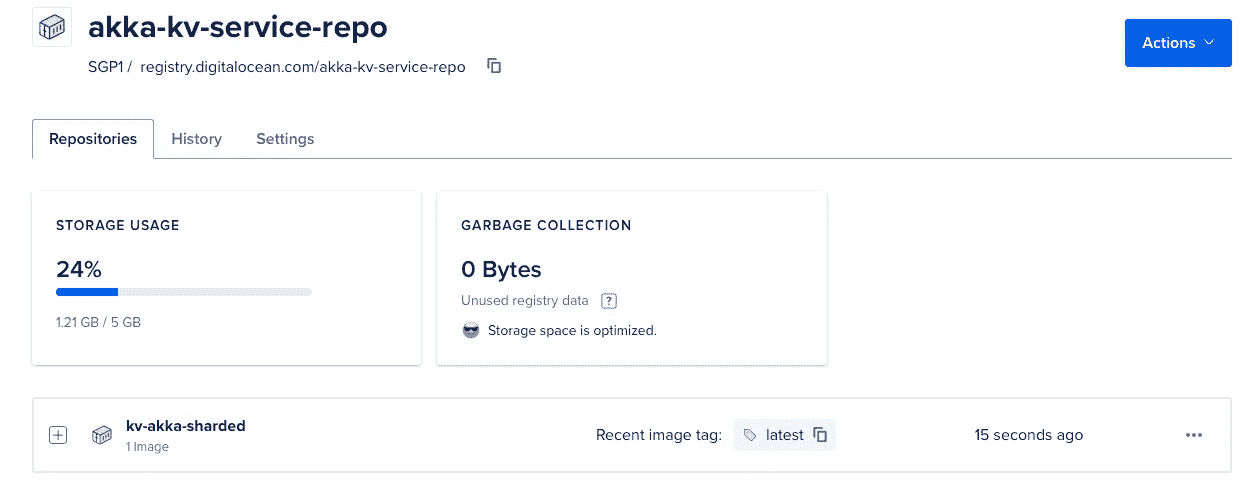 akka-kv-service-repo
Actions
SGP1 / registry.digitalocean.com/akka-kv-service-repo
Repositories History Settings
STORAGE USAGE
24%
1.21 GB / 5 GB
GARBAGE COLLECTION
0 Bytes
Unused registry data ?
Storage space is optimized.
kv-akka-sharded
1 Image
Recent image tag: latest
15 seconds ago